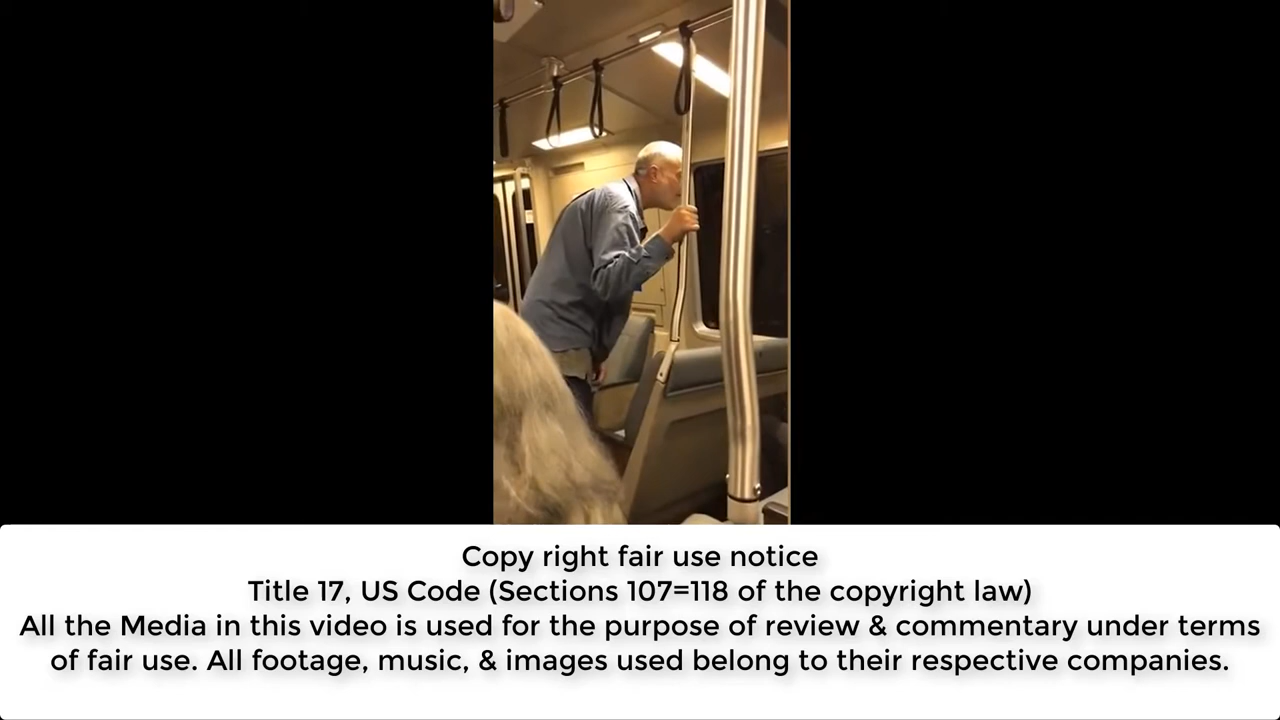 Copy right fair use notice
Title 17, US Code (Sections 107=118 of the copyright law)
All the Media in this video is used for the purpose of review & commentary under terms
of fair use. All footage, music, & images used belong to their respective companies.